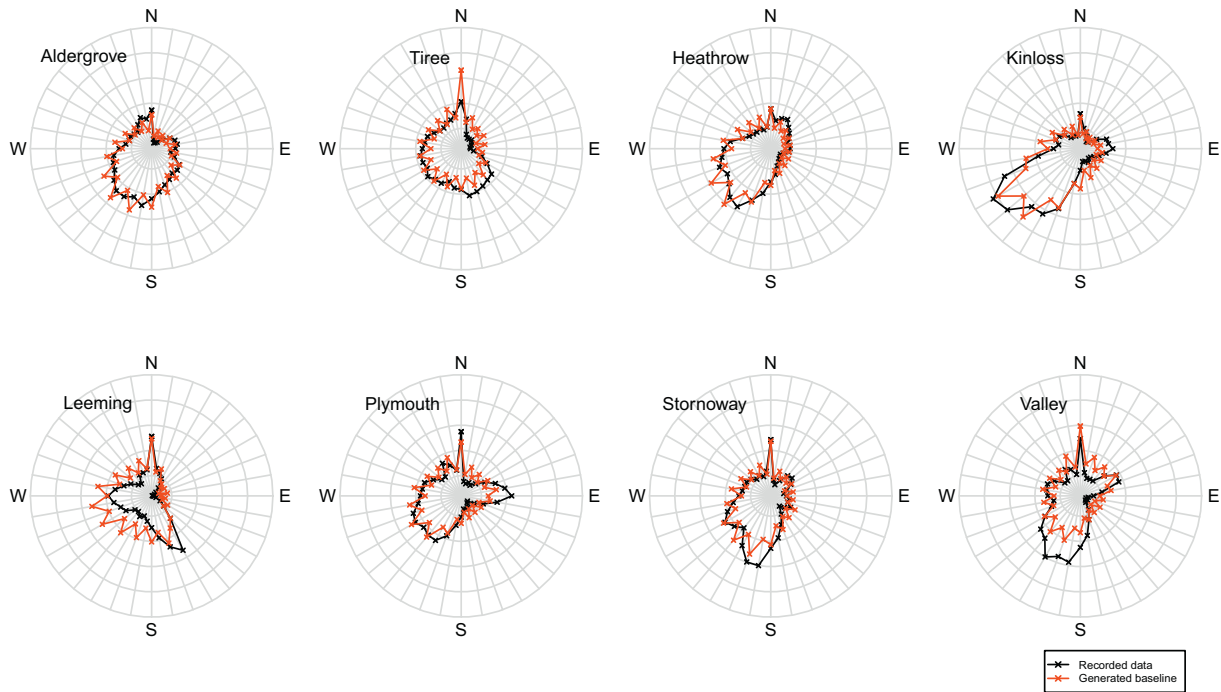 N N N N
Aldergrove Tiree Heathrow Kinloss
W E W E W E W E
S S S S
N N N N
Leeming Plymouth Stornoway Valley
W E W E W E W E
S S S S
Recorded data
Generated baseline